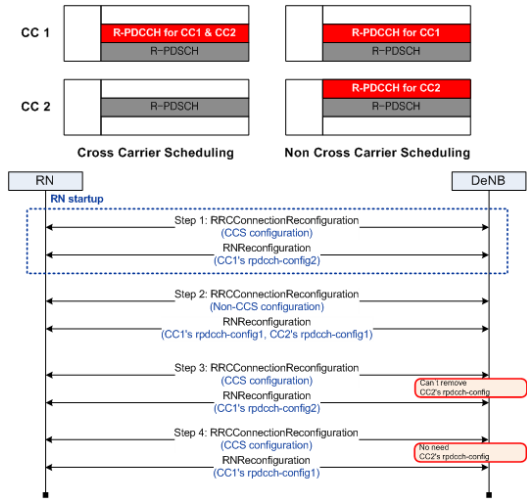 CC 1
R-PDCCH for CC1 & CC2
R-PDSCH
R-PDCCH for CC1
R-PDSCH
CC 2
R-PDSCH
R-PDCCH for CC2
R-PDSCH
Cross Carrier Scheduling
Non Cross Carrier Scheduling
RN
DeNB
RN startup
Step 1: RRCConnectionReconfiguration
(CCS configuration)
RNReconfiguration
(CC1's rpdcch-config2)
Step 2: RRCConnectionReconfiguration
(Non-CCS configuration)
RNReconfiguration
(CC1's rpdcch-config1, CC2's rpdcch-config1)
Step 3: RRCConnectionReconfiguration
(CCS configuration)
Can't remove
CC2's rpdcch-config
RNReconfiguration
(CC1's rpdcch-config2)
Step 4: RRCConnectionReconfiguration
(CCS configuration)
No need
CC2's rpdcch-config
RNReconfiguration
(CC1's rpdcch-config1)